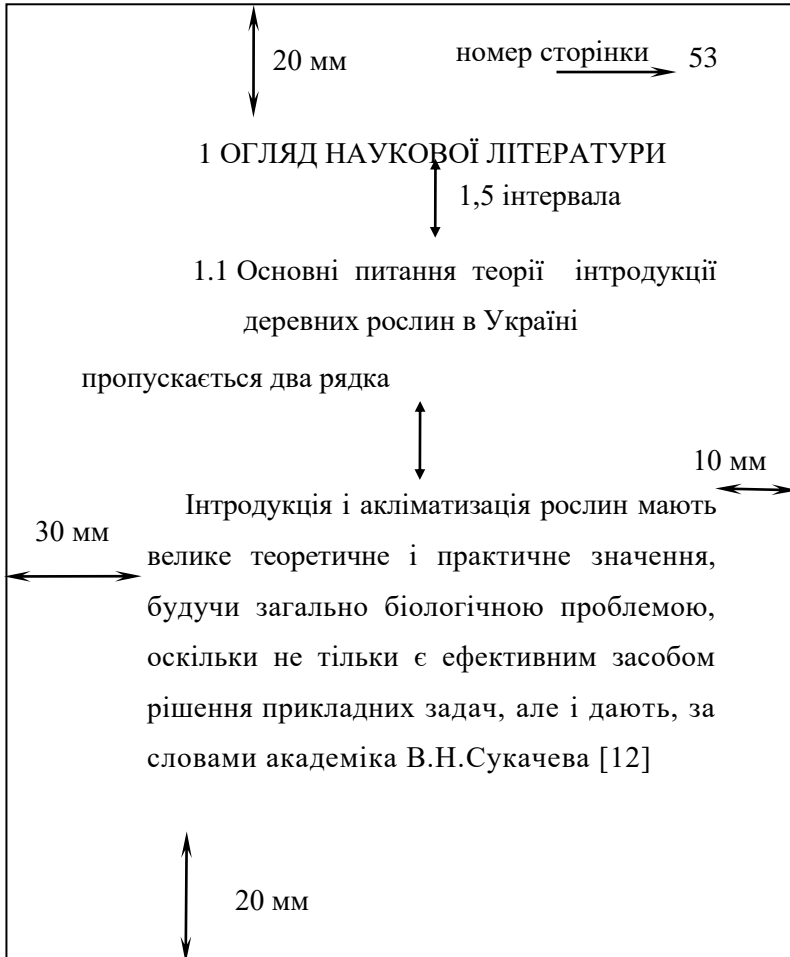 20 мм номер сторінки 53
1 ОГЛЯД НАУКОВОЇ ЛІТЕРАТУРИ
1,5 інтервала
1.1 Основні питання теорії інтродукції
деревних рослин в Україні
пропускається два рядка
10 мм
Інтродукція і акліматизація рослин мають
30 мм
велике теоретичне і практичне значення,
будучи загально біологічною проблемою,
оскільки не тільки є ефективним засобом
рішення прикладних задач, але і дають, за
словами академіка В.Н.Сукачева [12]
20 мм